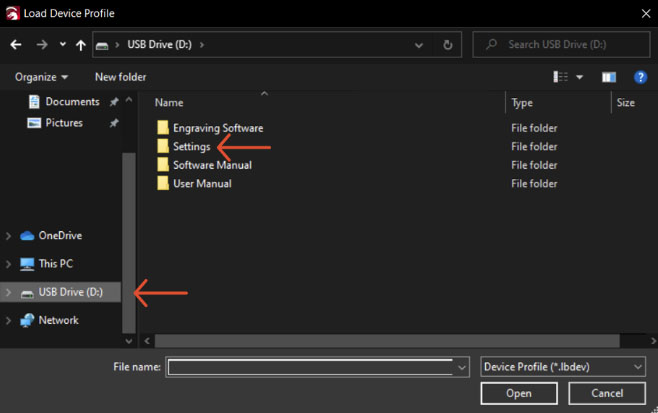 Load Device Profile
USB Drive (D:)
Search USB Drive (D:)
Organize
New folder
Documents
Pictures
OneDrive
This PC
USB Drive (D:)
Network
Name Type Size
Engraving Software File folder
Settings File folder
Software Manual File folder
User Manual File folder
File name:
Device Profile (*.lbdev)
Open
Cancel